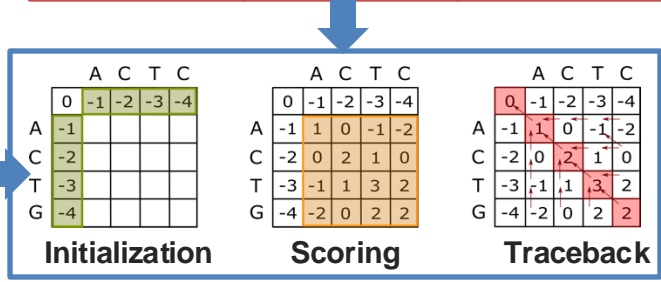 A C T C A C T C A C T C
0 -1 -2 -3 -4 0 -1 -2 -3 -4 0 -1 -2 -3 -4
A -1 A -1 1 0 -1 -2 A -1 1 0 -1 -2
C -2 C -2 0 2 1 0 C -2 0 2 1 0
T -3 T -3 -1 1 3 2 T -3 -1 1 3 2
G -4 G -4 -2 0 2 2 G -4 -2 0 2 2
Initialization Scoring Traceback